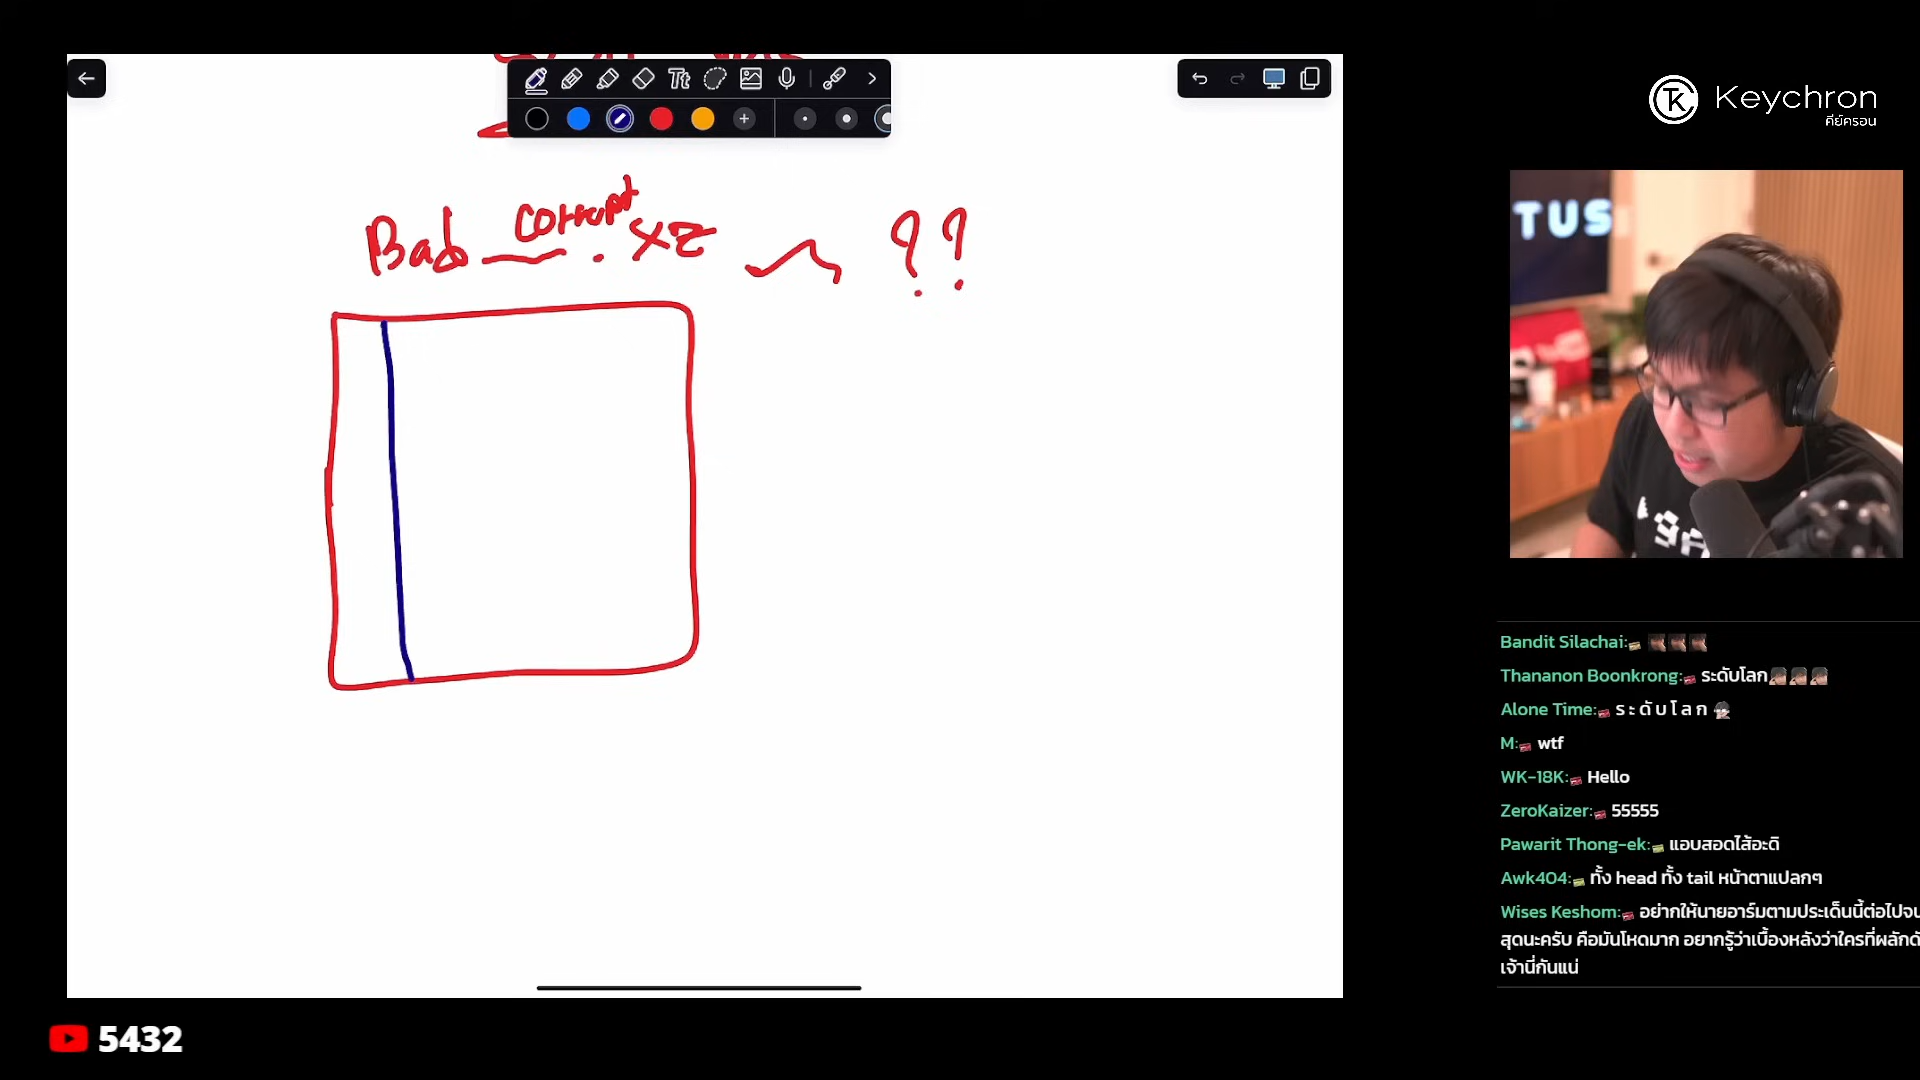 Keychron
คีย์ครอน
Tt
corrupt
Bad . xz ??
TUS
Bandit Silachai:
Thananon Boonkrong: ระดับโลก
Alone Time: ร ะ ดั บ โ ล ก
M: wtf
WK-18K: Hello
ZeroKaizer: 55555
Pawarit Thong-ek: แอบสอดไส้อะดิ
Awk404: ทั้ง head ทั้ง tail หน้าตาแปลกๆ
Wises Keshom: อย่ากให้นายอาร์มตามประเด็นนี้ต่อไปจน
สุดนะครับ คือมันโหดมาก อยากรู้ว่าเบื้องหลังว่าใครที่ผลักดั
เจ้านี่กันแน่
5432